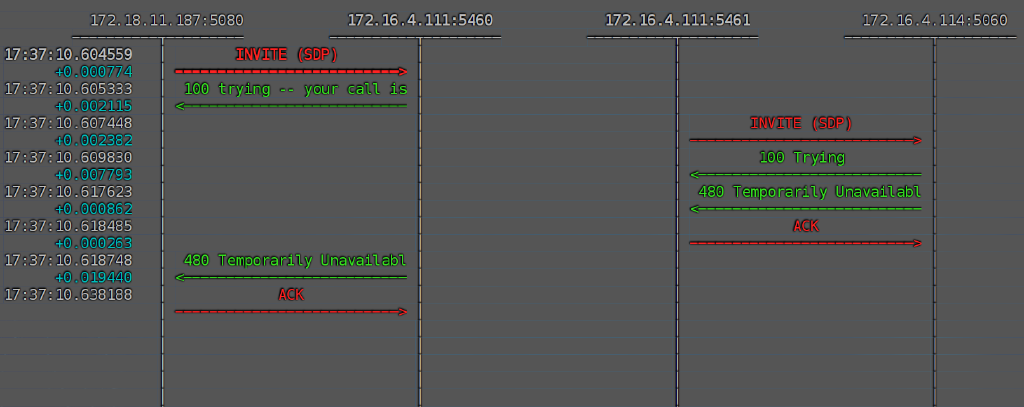 172.18.11.187:5080 172.16.4.111:5460 172.16.4.111:5461 172.16.4.114:5060
17:37:10.604559 INVITE (SDP)
+0.000774
17:37:10.605333 100 trying -- your call is
+0.002115
17:37:10.607448 INVITE (SDP)
+0.002382
17:37:10.609830 100 Trying
+0.007793
17:37:10.617623 480 Temporarily Unavailabl
+0.000862
17:37:10.618485 ACK
+0.000263
17:37:10.618748 480 Temporarily Unavailabl
+0.019440
17:37:10.638188 ACK